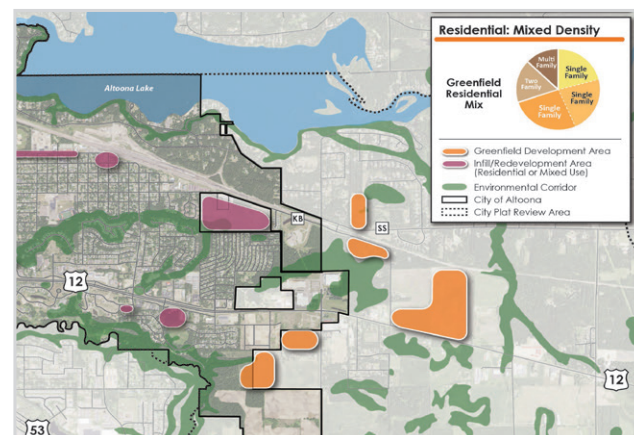 Residential: Mixed Density
Greenfield
Residential
Mix
Multi
Family
Single
Family
Two
Family
Single
Family
Single
Family
Greenfield Development Area
Infill/Redevelopment Area
(Residential or Mixed Use)
Environmental Corridor
City of Altoona
City Plat Review Area
Altoona Lake
KB
SS
12
12
53